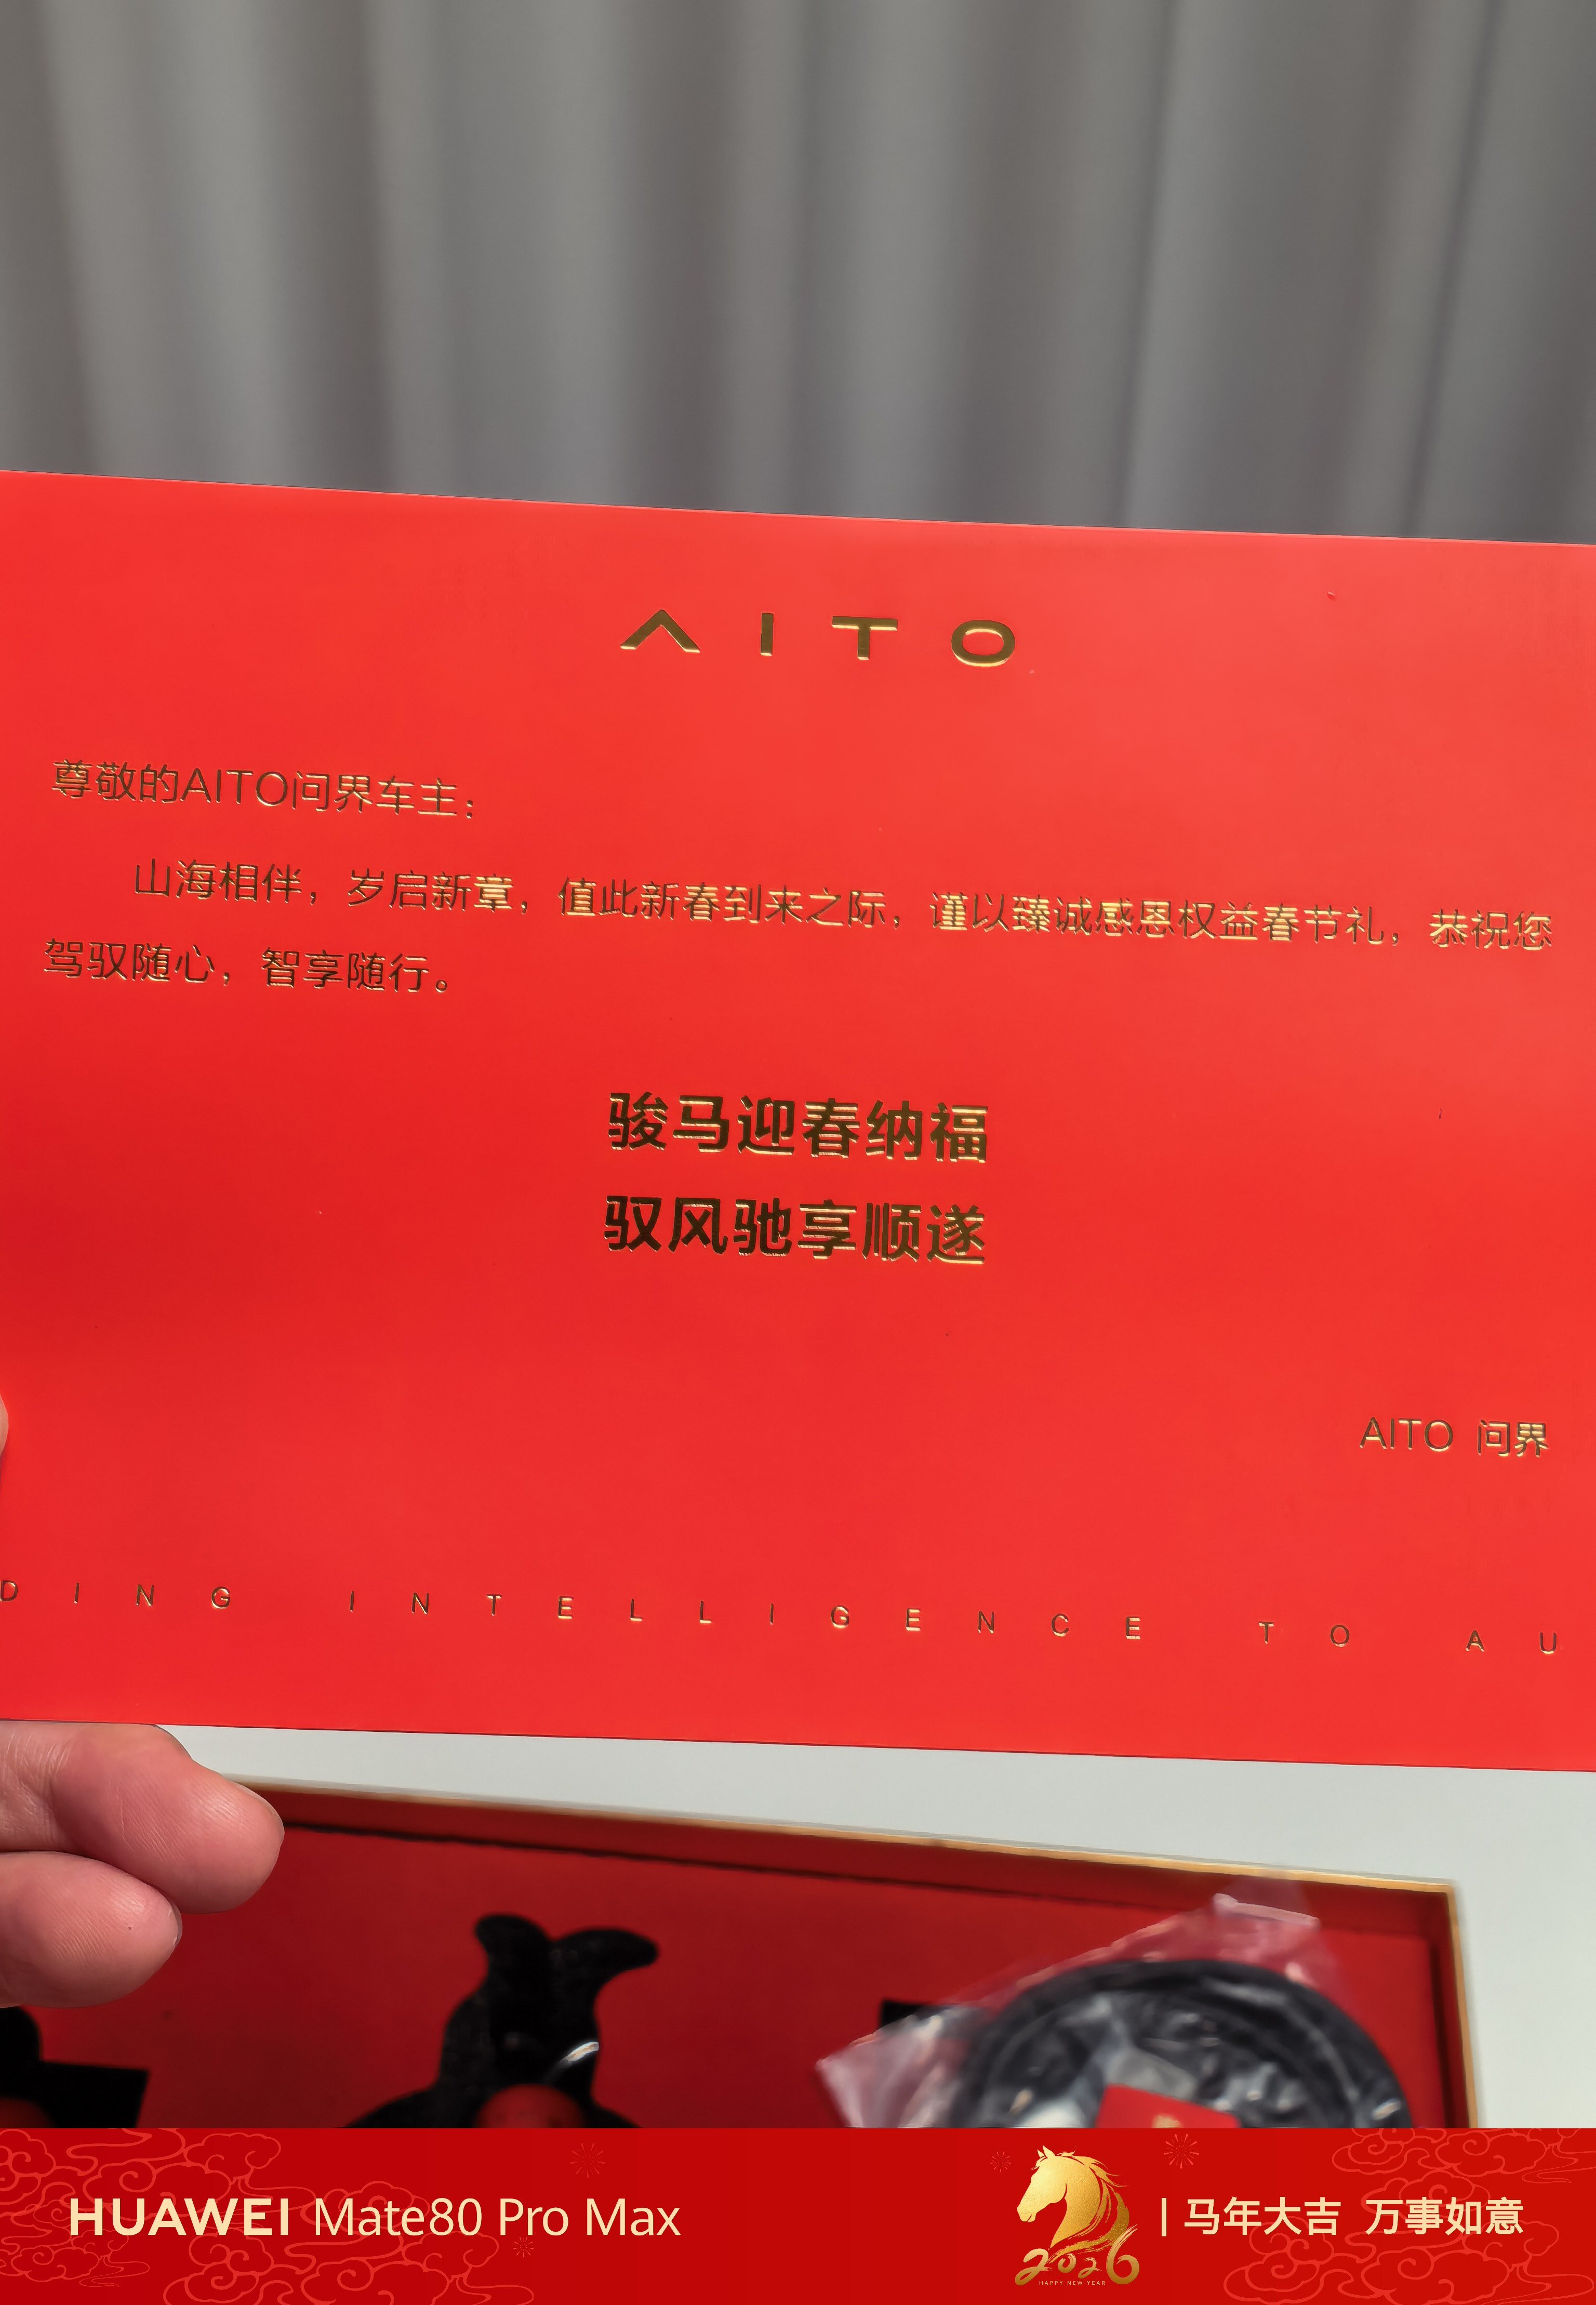 AITO
尊敬的AITO问界车主：
山海相伴，岁启新章，值此新春到来之际，谨以臻诚感恩权益春节礼，恭祝您
驾驭随心，智享随行。
骏马迎春纳福
驭风驰享顺遂
AITO 问界
DING INTELLIGENCE TO AU
HUAWEI Mate80 Pro Max
2026
HAPPY NEW YEAR
马年大吉 万事如意